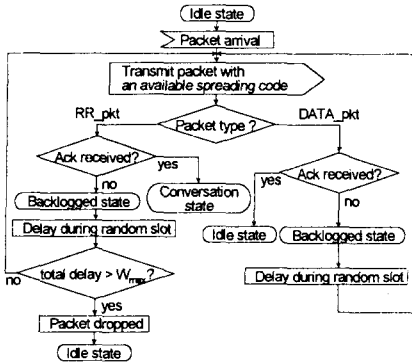 Idle state
Packet arrival
Transmit packet with
an available spreading code
RR_pkt
Packet type ?
DATA_pkt
Ack received?
yes
Conversation
state
no
Backlogged state
Delay during random slot
total delay > Wmax?
no
yes
Packet dropped
Idle state
Ack received?
yes
Idle state
no
Backlogged state
Delay during random slot